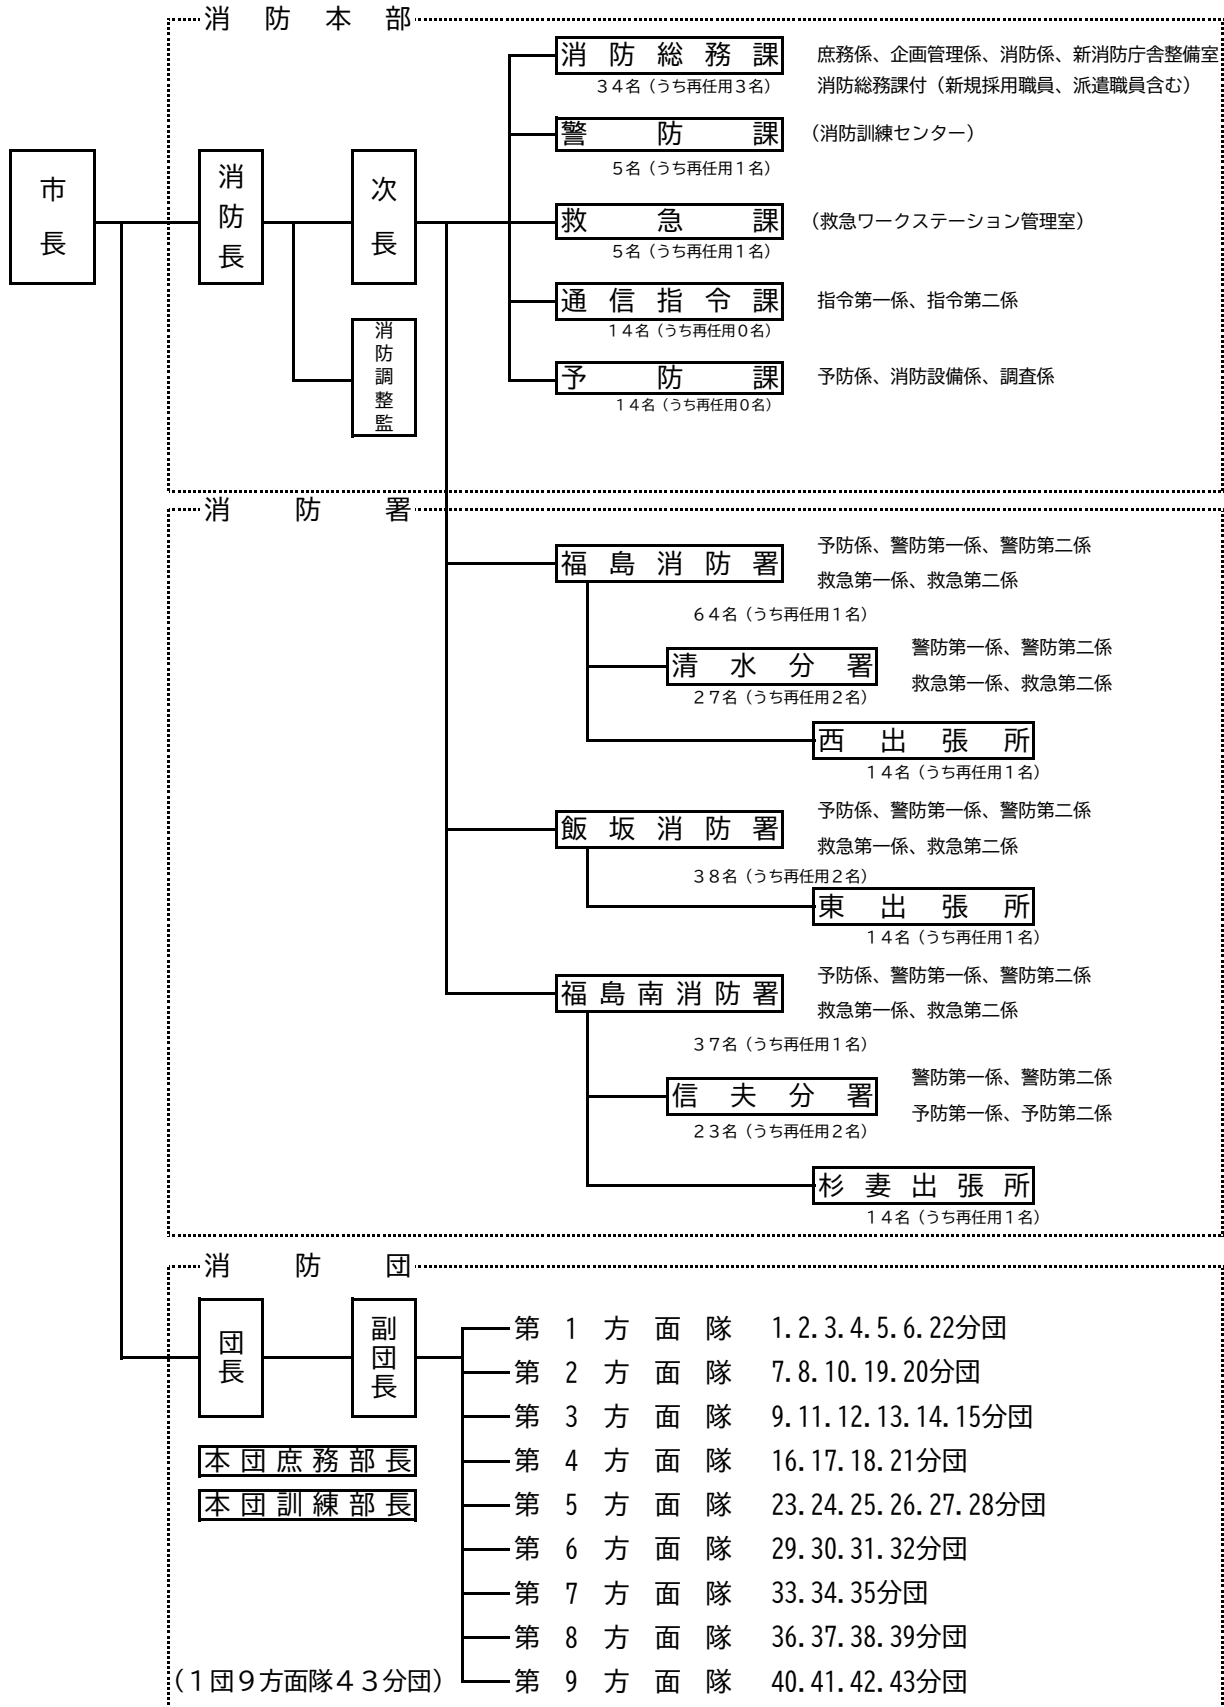 消防本部
消防総務課 庶務係、企画管理係、消防係、新消防庁舎整備室
34名（うち再任用3名） 消防総務課付（新規採用職員、派遣職員含む）
警防課 （消防訓練センター）
5名（うち再任用1名）
市長
消防長
次長
救急課 （救急ワークステーション管理室）
5名（うち再任用1名）
通信指令課 指令第一係、指令第二係
14名（うち再任用0名）
消防調整監
予防課 予防係、消防設備係、調査係
14名（うち再任用0名）
消防署
福島消防署 予防係、警防第一係、警防第二係
救急第一係、救急第二係
64名（うち再任用1名）
清水分署 警防第一係、警防第二係
救急第一係、救急第二係
27名（うち再任用2名）
西出張所
14名（うち再任用1名）
飯坂消防署 予防係、警防第一係、警防第二係
救急第一係、救急第二係
38名（うち再任用2名）
東出張所
14名（うち再任用1名）
福島南消防署 予防係、警防第一係、警防第二係
救急第一係、救急第二係
37名（うち再任用1名）
信夫分署 警防第一係、警防第二係
予防第一係、予防第二係
23名（うち再任用2名）
杉妻出張所
14名（うち再任用1名）
消防団
団長
副団長
本団庶務部長
本団訓練部長
第1方面隊 1.2.3.4.5.6.22分団
第2方面隊 7.8.10.19.20分団
第3方面隊 9.11.12.13.14.15分団
第4方面隊 16.17.18.21分団
第5方面隊 23.24.25.26.27.28分団
第6方面隊 29.30.31.32分団
第7方面隊 33.34.35分団
第8方面隊 36.37.38.39分団
第9方面隊 40.41.42.43分団
（1団9方面隊43分団）